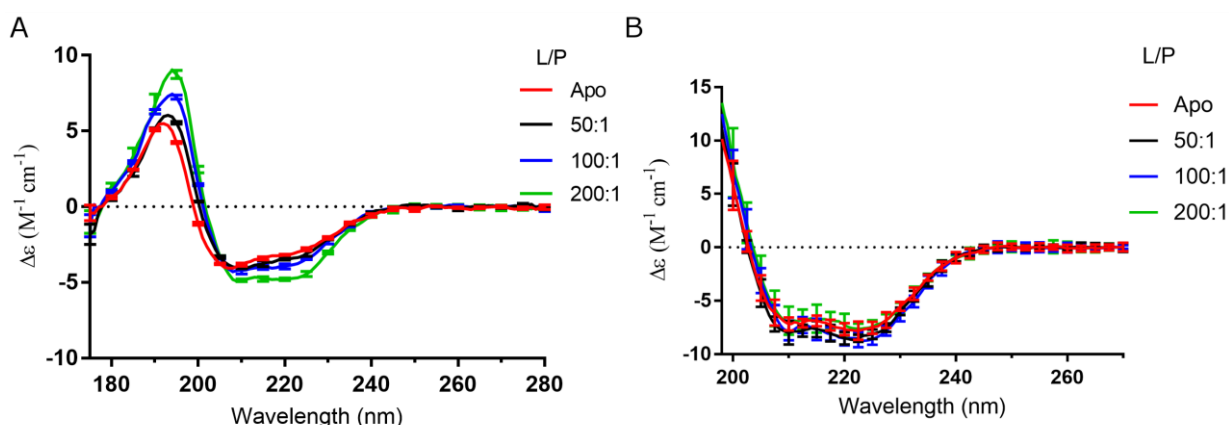 A
L/P
Apo
50:1
100:1
200:1
10
5
0
-5
-10
Δε (M⁻¹ cm⁻¹)
180 200 220 240 260 280
Wavelength (nm)
B
L/P
Apo
50:1
100:1
200:1
15
10
5
0
-5
-10
Δε (M⁻¹ cm⁻¹)
200 220 240 260
Wavelength (nm)